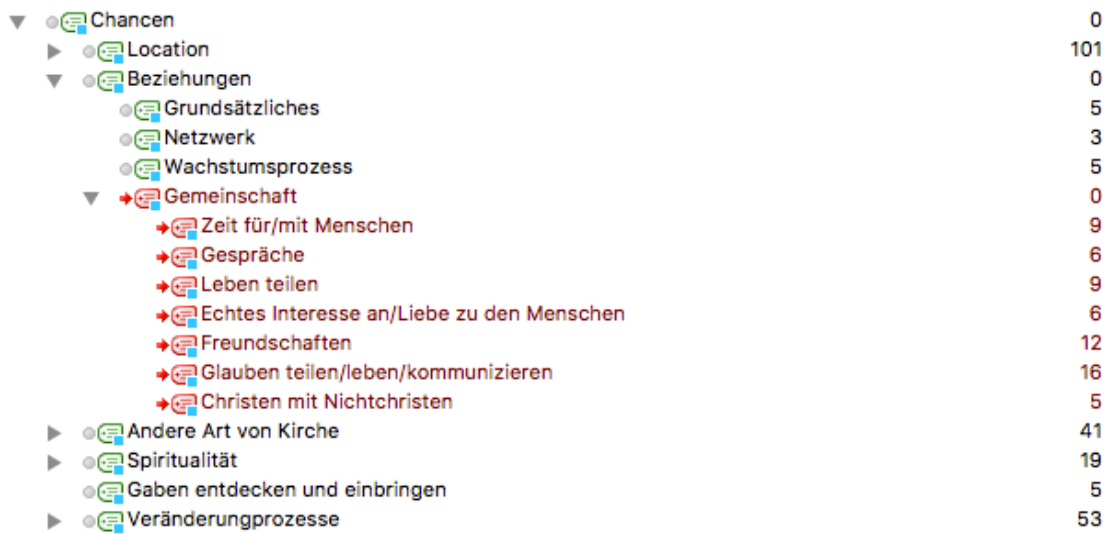 Chancen 0
Location 101
Beziehungen 0
Grundsätzliches 5
Netzwerk 3
Wachstumsprozess 5
Gemeinschaft 0
Zeit für/mit Menschen 9
Gespräche 6
Leben teilen 9
Echtes Interesse an/Liebe zu den Menschen 6
Freundschaften 12
Glauben teilen/leben/kommunizieren 16
Christen mit Nichtchristen 5
Andere Art von Kirche 41
Spiritualität 19
Gaben entdecken und einbringen 5
Veränderungprozesse 53